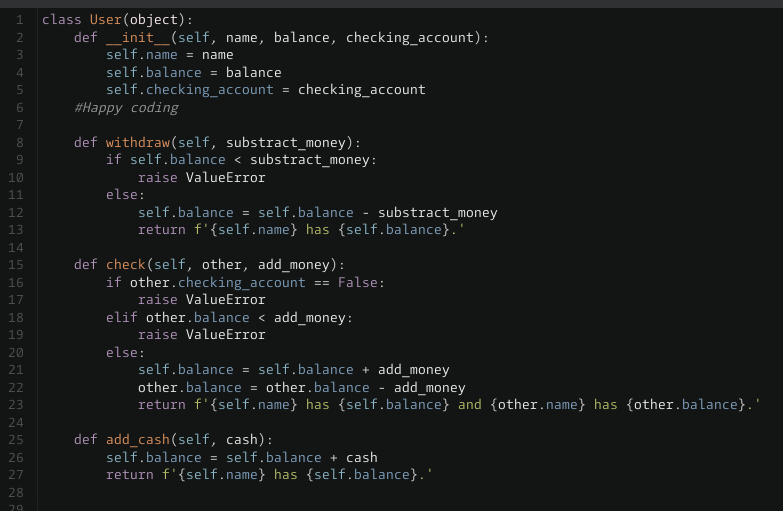 1 class User(object):
2     def __init__(self, name, balance, checking_account):
3         self.name = name
4         self.balance = balance
5         self.checking_account = checking_account
6     #Happy coding
7
8     def withdraw(self, substract_money):
9         if self.balance < substract_money:
10             raise ValueError
11         else:
12             self.balance = self.balance - substract_money
13             return f'{self.name} has {self.balance}.'
14
15     def check(self, other, add_money):
16         if other.checking_account == False:
17             raise ValueError
18         elif other.balance < add_money:
19             raise ValueError
20         else:
21             self.balance = self.balance + add_money
22             other.balance = other.balance - add_money
23             return f'{self.name} has {self.balance} and {other.name} has {other.balance}.'
24
25     def add_cash(self, cash):
26         self.balance = self.balance + cash
27         return f'{self.name} has {self.balance}.'
28
29